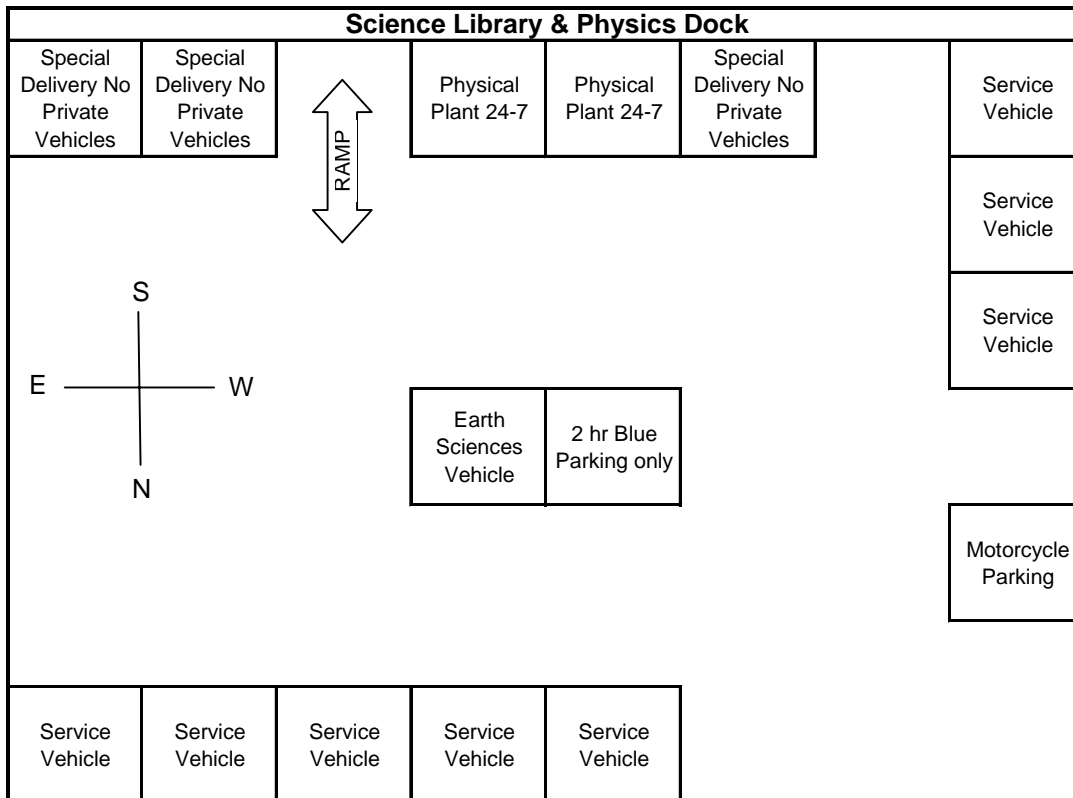 Science Library & Physics Dock
Special
Delivery No
Private
Vehicles
Special
Delivery No
Private
Vehicles
RAMP
Physical
Plant 24-7
Physical
Plant 24-7
Special
Delivery No
Private
Vehicles
Service
Vehicle
Service
Vehicle
Service
Vehicle
S
E
W
N
Earth
Sciences
Vehicle
2 hr Blue
Parking only
Motorcycle
Parking
Service
Vehicle
Service
Vehicle
Service
Vehicle
Service
Vehicle
Service
Vehicle